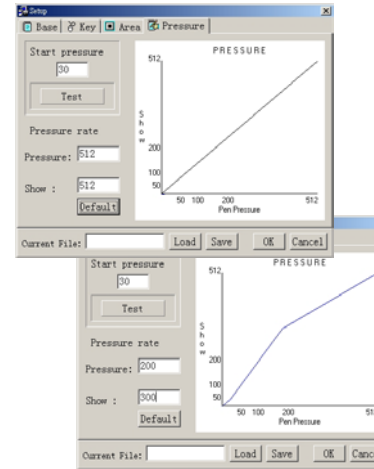 Setup
Base Key Area Pressure
Start pressure
30
Test
Pressure rate
Pressure: 512
Show : 512
Default
PRESSURE
512
200
100
50
Show
50 100 200 512
Pen Pressure
Current File: Load Save OK Cancel
Start pressure
30
Test
Pressure rate
Pressure: 200
Show : 300
Default
PRESSURE
512
200
100
50
Show
50 100 200 51
Pen Pressure
Current File: Load Save OK Canc